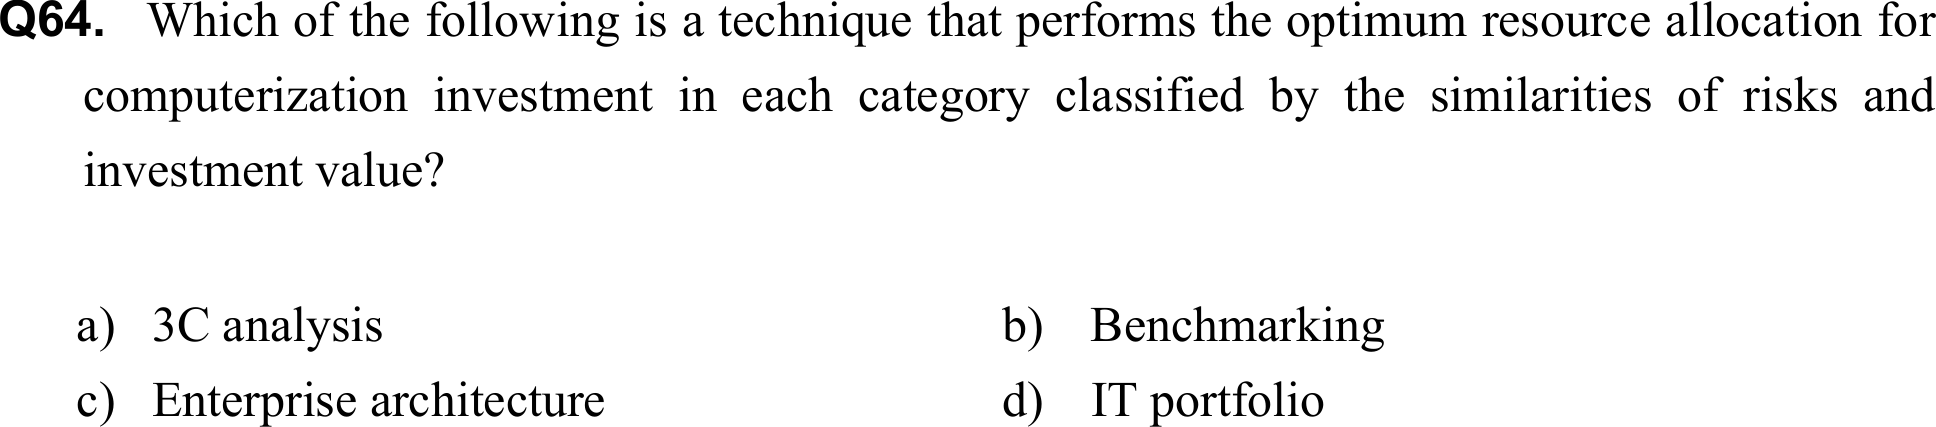 Q64. Which of the following is a technique that performs the optimum resource allocation for
computerization investment in each category classified by the similarities of risks and
investment value?
a) 3C analysis b) Benchmarking
c) Enterprise architecture d) IT portfolio